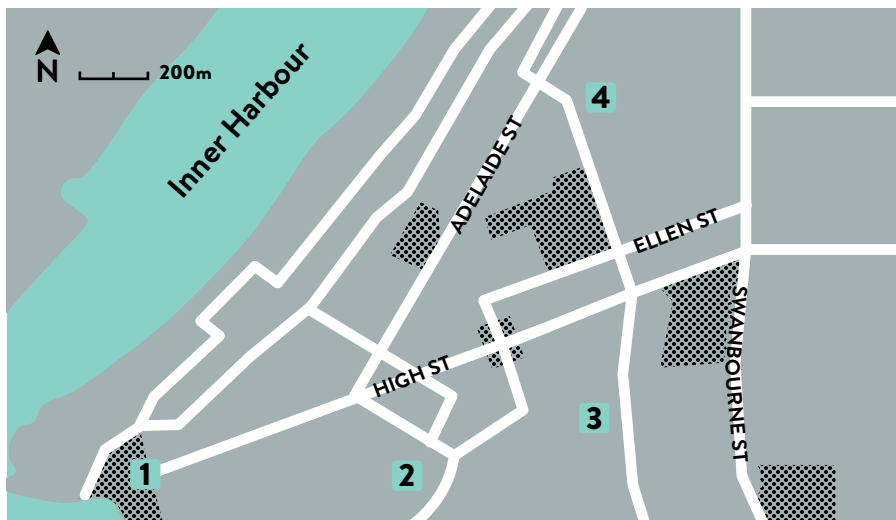 N
200m
Inner Harbour
4
ADELAIDE ST
ELLEN ST
SWANBOURNE ST
HIGH ST
3
1
2